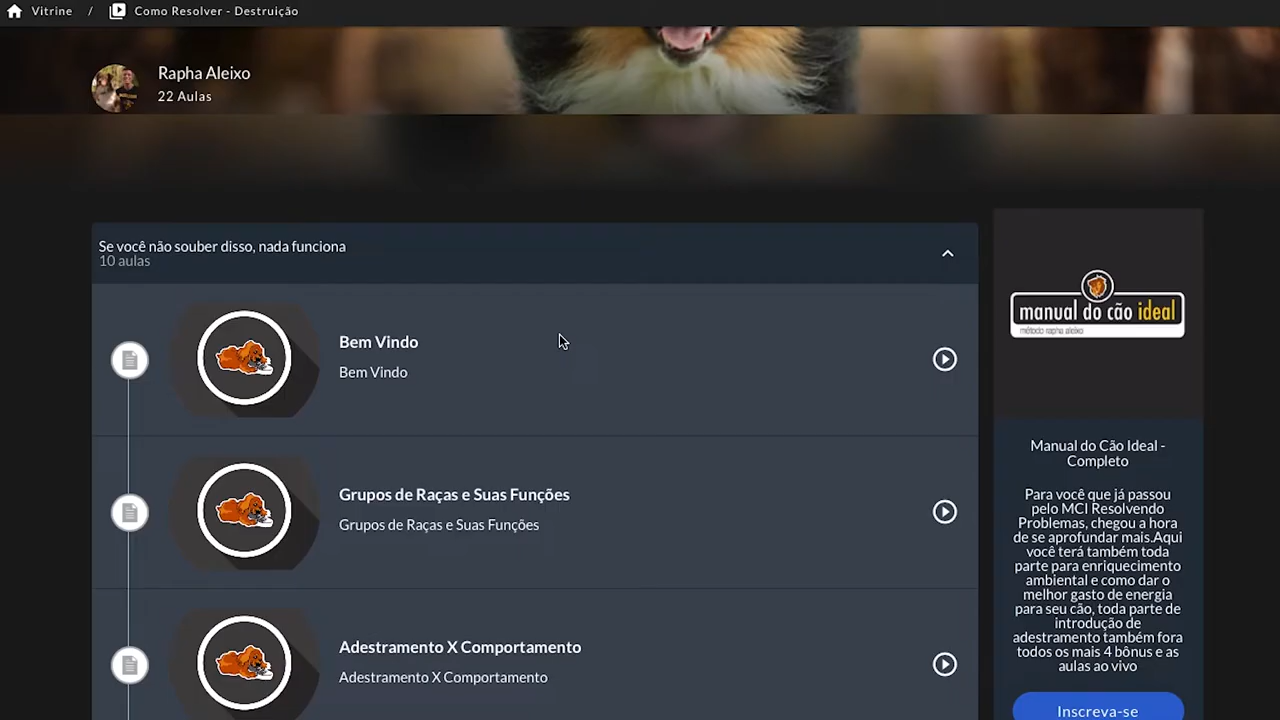 Vitrine / Como Resolver - Destruição
Rapha Aleixo
22 Aulas
Se você não souber disso, nada funciona
10 aulas
Bem Vindo
Bem Vindo
Grupos de Raças e Suas Funções
Grupos de Raças e Suas Funções
Adestramento X Comportamento
Adestramento X Comportamento
manual do cão ideal
método rapha aleixo
Manual do Cão Ideal -
Completo
Para você que já passou
pelo MCI Resolvendo
Problemas, chegou a hora
de se aprofundar mais.Aqui
você terá também toda
parte para enriquecimento
ambiental e como dar o
melhor gasto de energia
para seu cão, toda parte de
introdução de
adestramento também fora
todos os mais 4 bônus e as
aulas ao vivo
Inscreva-se